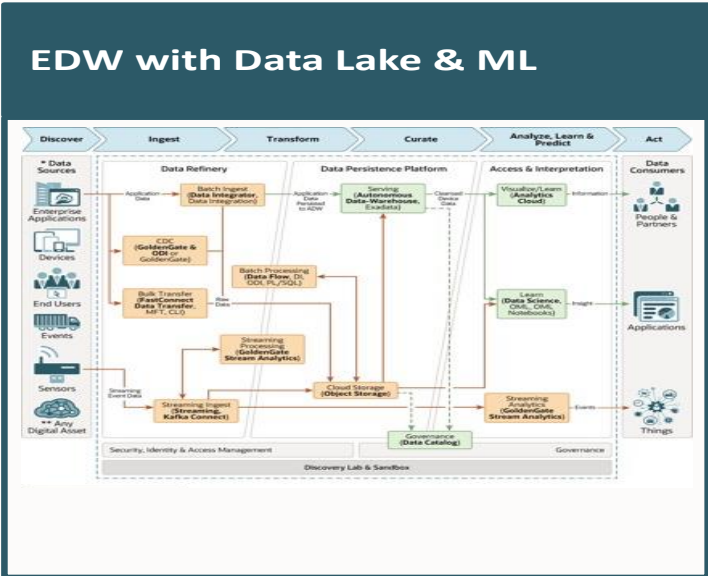 EDW with Data Lake & ML
Discover
Ingest
Transform
Curate
Analyze, Learn &
Predict
Act
* Data
Sources
Enterprise
Applications
Devices
End Users
Events
Sensors
** Any
Digital Asset
Data Refinery
Application
Data
Batch Ingest
(Data Integrator,
Data Integration)
CDC
(GoldenGate &
ODI or
GoldenGate)
Bulk Transfer
(FastConnect
Data Transfer,
MFT, CLI)
Raw
Data
Batch Processing
(Data Flow, DI,
ODI, PL/SQL)
Streaming
Processing
(GoldenGate
Stream Analytics)
Streaming
Event Data
Streaming Ingest
(Streaming,
Kafka Connect)
Data Persistence Platform
Application
Data
Persisted
to ADW
Serving
(Autonomous
Data-Warehouse,
Exadata)
Cleansed
Device
Data
Cloud Storage
(Object Storage)
Governance
(Data Catalog)
Access & Interpretation
Visualize/Learn
(Analytics
Cloud)
Information
Learn
(Data Science,
OML, OML
Notebooks)
Insight
Streaming
Analytics
(GoldenGate
Stream Analytics)
Events
Data
Consumers
People &
Partners
Applications
Things
Security, Identity & Access Management
Governance
Discovery Lab & Sandbox